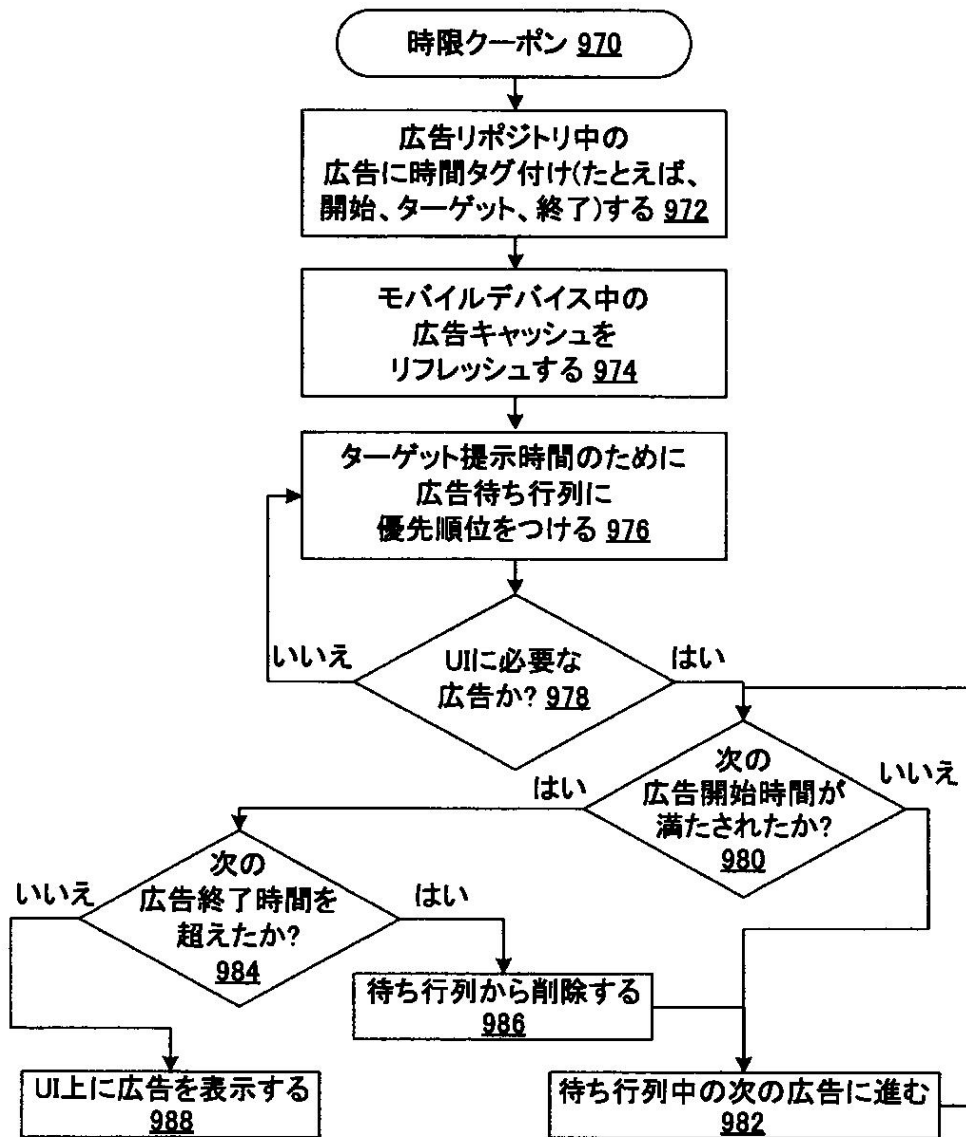 時限クーポン 970
広告リポジトリ中の
広告に時間タグ付け(たとえば、
開始、ターゲット、終了)する 972
モバイルデバイス中の
広告キャッシュを
リフレッシュする 974
ターゲット提示時間のために
広告待ち行列に
優先順位をつける 976
いいえ
UIに必要な
広告か? 978
はい
はい
次の
広告開始時間が
満たされたか?
980
いいえ
いいえ
次の
広告終了時間を
超えたか?
984
はい
待ち行列から削除する
986
UI上に広告を表示する
988
待ち行列中の次の広告に進む
982